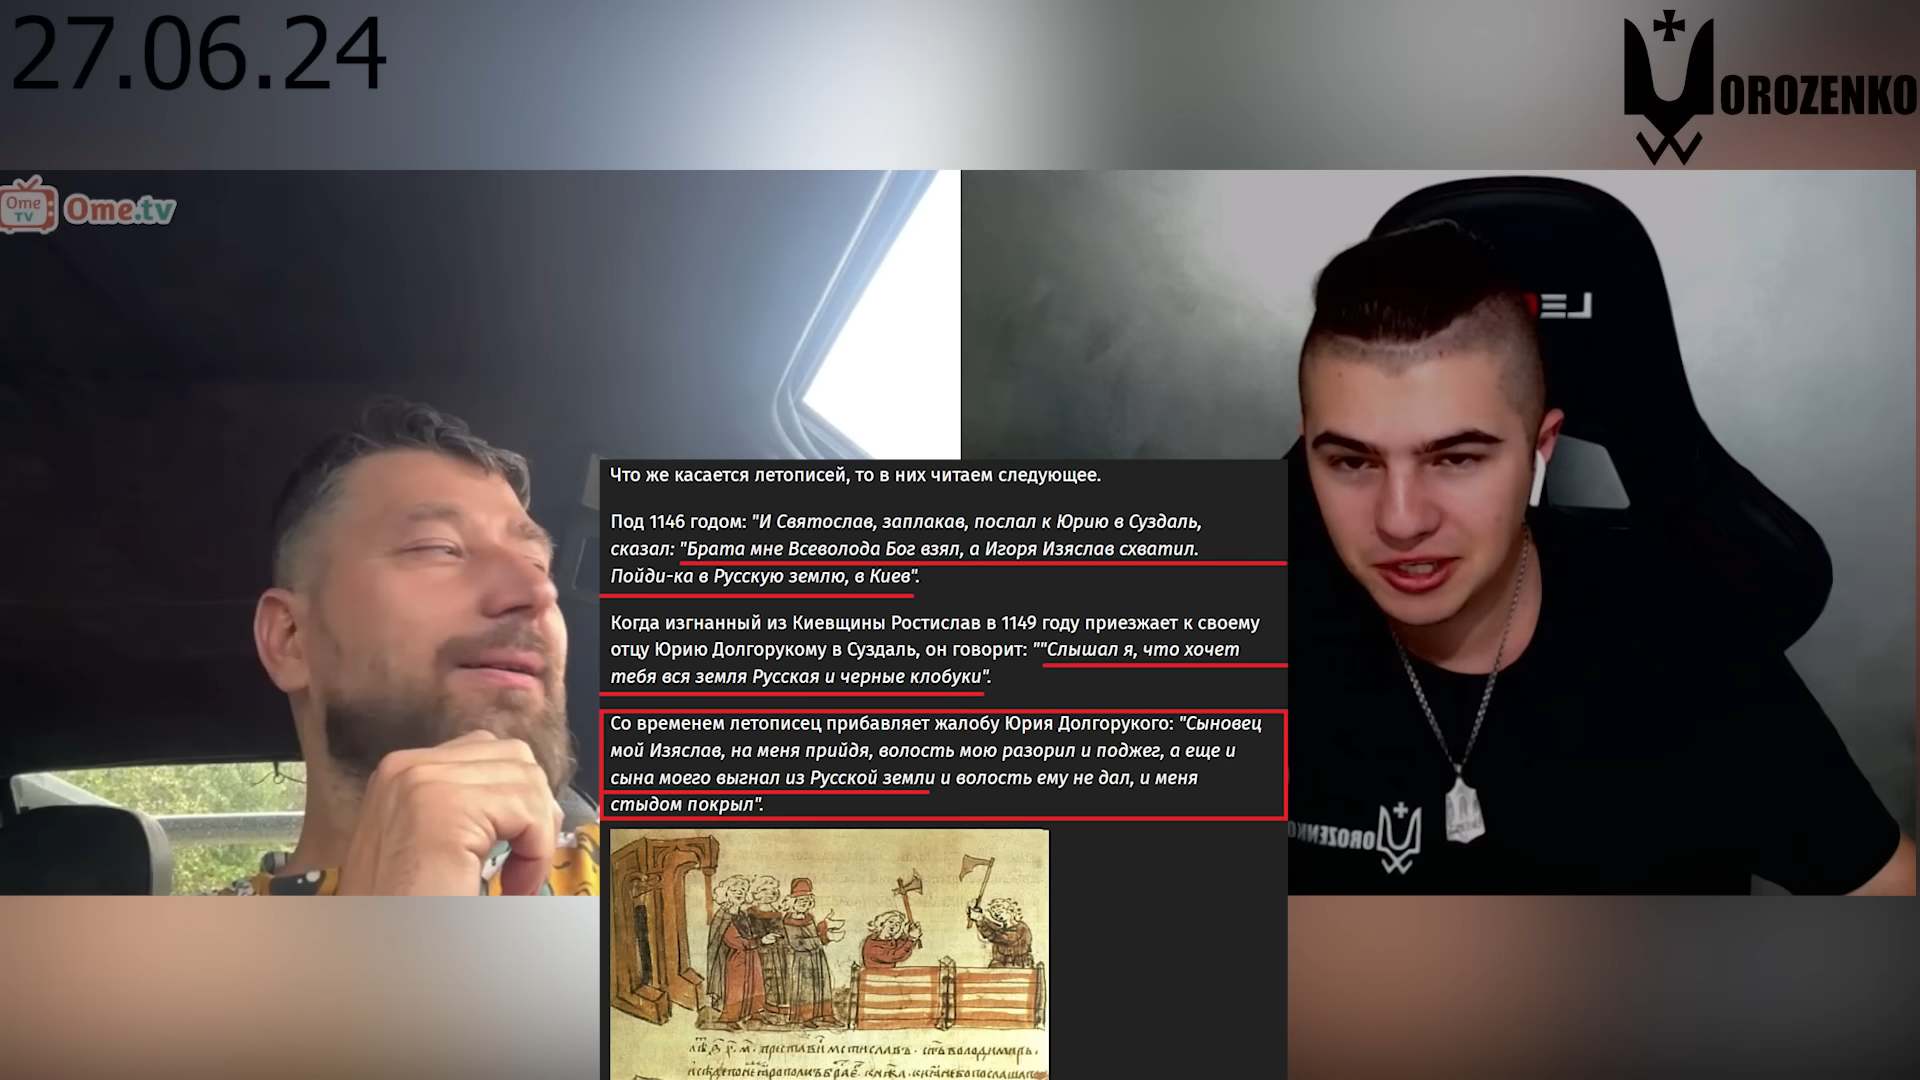 27.06.24
OROZENKO
Ome TV
Ome.tv
Что же касается летописей, то в них читаем следующее.
Под 1146 годом: "И Святослав, заплакав, послал к Юрию в Суздаль,
сказал: "Брата мне Всеволода Бог взял, а Игоря Изяслав схватил.
Пойди-ка в Русскую землю, в Киев".
Когда изгнанный из Киевщины Ростислав в 1149 году приезжает к своему
отцу Юрию Долгорукому в Суздаль, он говорит: ""Слышал я, что хочет
тебя вся земля Русская и черные клобуки".
Со временем летописец прибавляет жалобу Юрия Долгорукого: "Сыновец
мой Изяслав, на меня прийдя, волость мою разорил и поджег, а еще и
сына моего выгнал из Русской земли и волость ему не дал, и меня
стыдом покрыл".
OROZENKO